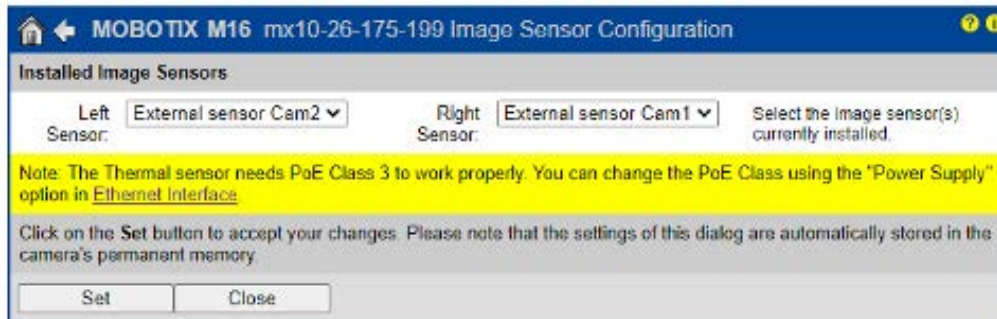 MOBOTIX M16 mx10-26-175-199 Image Sensor Configuration
Installed Image Sensors
Left Sensor: External sensor Cam2 Right Sensor: External sensor Cam1 Select the image sensor(s) currently installed.
Note: The Thermal sensor needs PoE Class 3 to work properly. You can change the PoE Class using the "Power Supply"
option in Ethernet Interface.
Click on the Set button to accept your changes. Please note that the settings of this dialog are automatically stored in the
camera's permanent memory.
Set Close